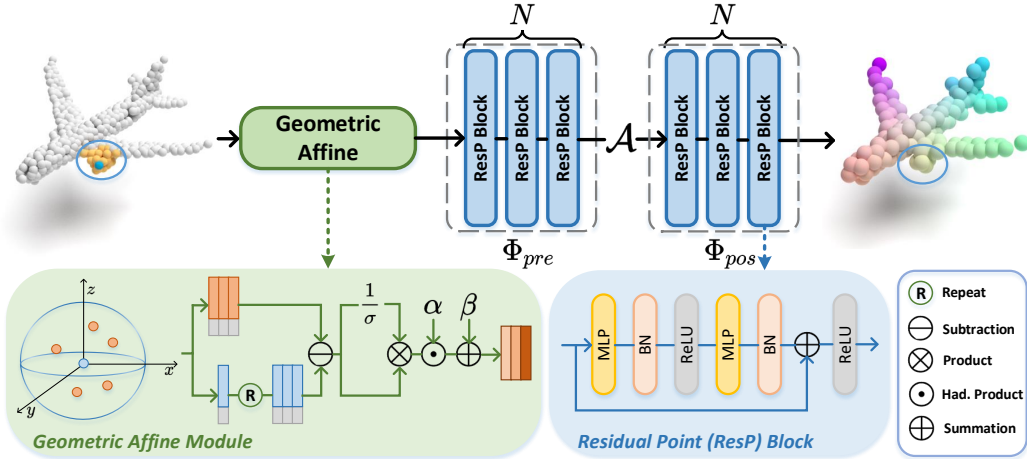 N
N
Geometric
Affine
ResP Block
ResP Block
ResP Block
𝒜
ResP Block
ResP Block
ResP Block
Φpre
Φpos
z
x
y
R
1
σ
α
β
Geometric Affine Module
MLP
BN
ReLU
MLP
BN
ReLU
Residual Point (ResP) Block
R Repeat
Subtraction
Product
Had. Product
Summation